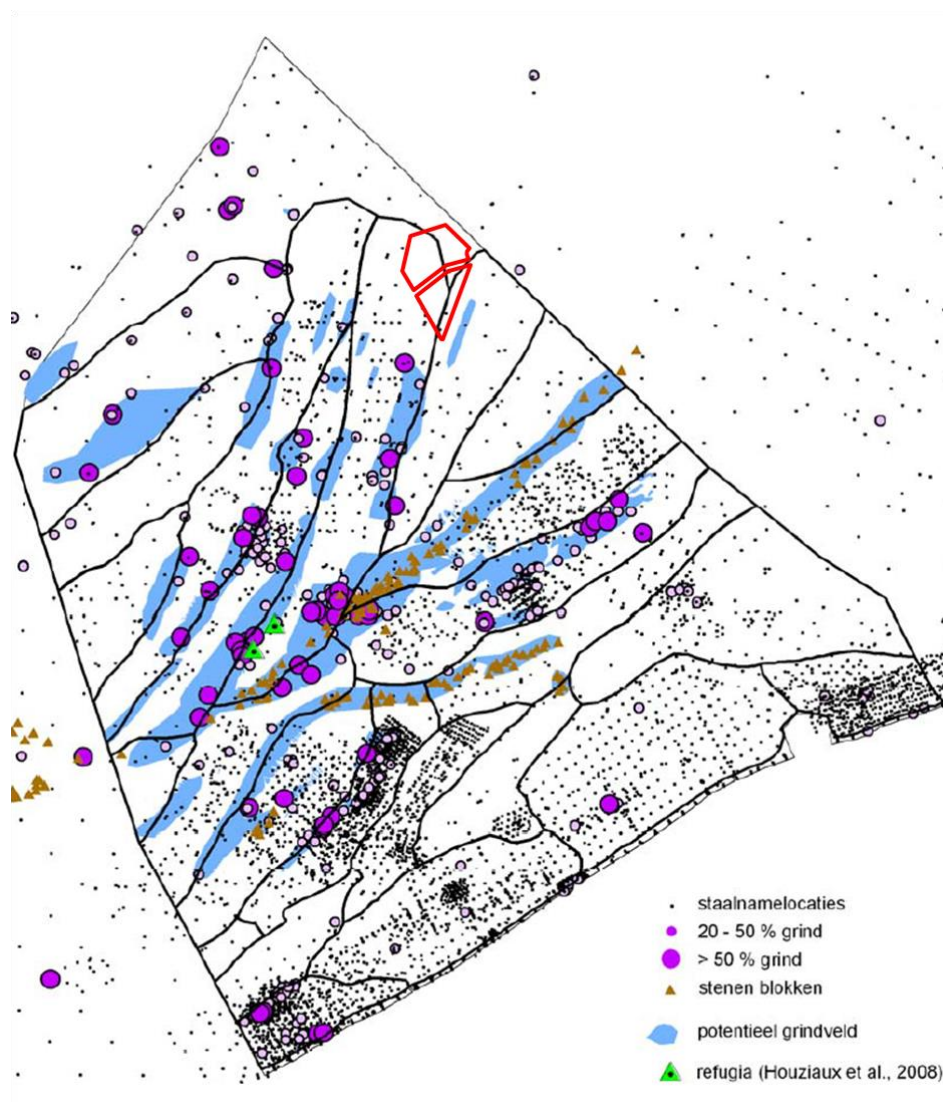 staalnamelocaties
20 - 50 % grind
> 50 % grind
stenen blokken
potentieel grindveld
refugia (Houziaux et al., 2008)